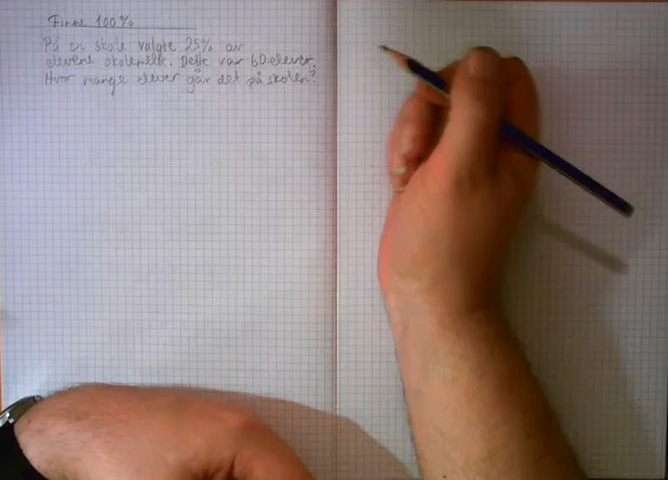 Finne 100%
På en skole valgte 25% av
elevene skolemelk. Dette var 60 elever.
Hvor mange elever går det på skolen?